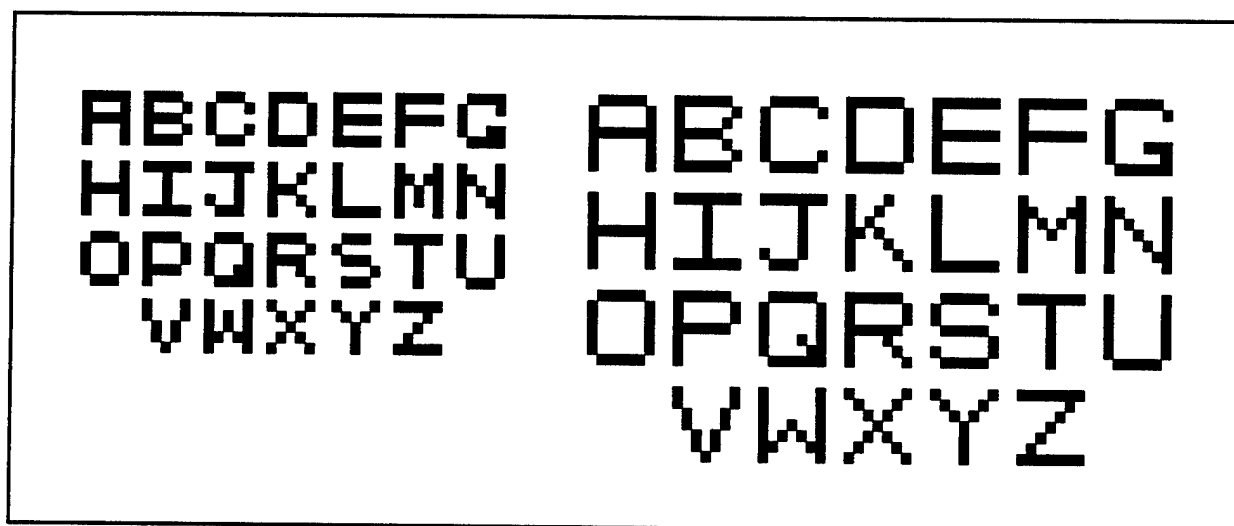 ABCDEFG
HIJKLMN
OPQRSTU
VWXYZ
ABCDEFG
HIJKLMN
OPQRSTU
VWXYZ